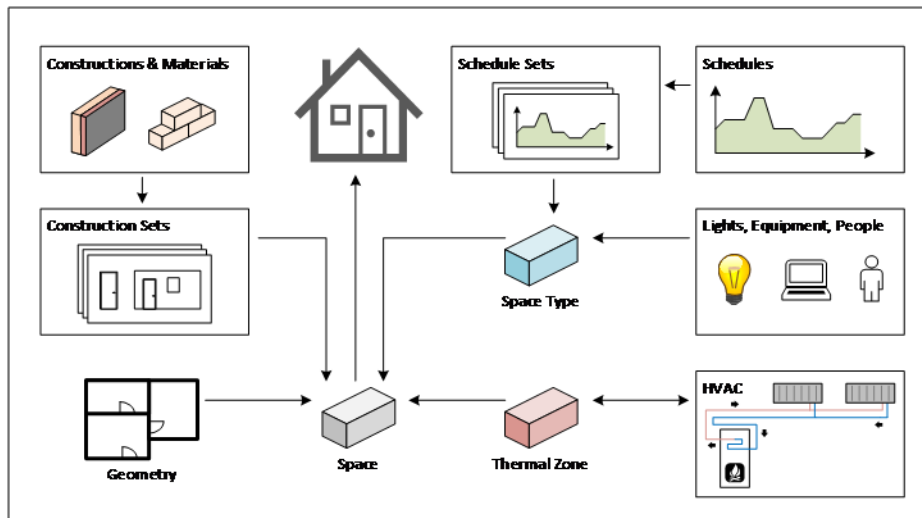 Constructions & Materials
Schedule Sets
Schedules
Construction Sets
Lights, Equipment, People
Space Type
HVAC
Geometry
Space
Thermal Zone